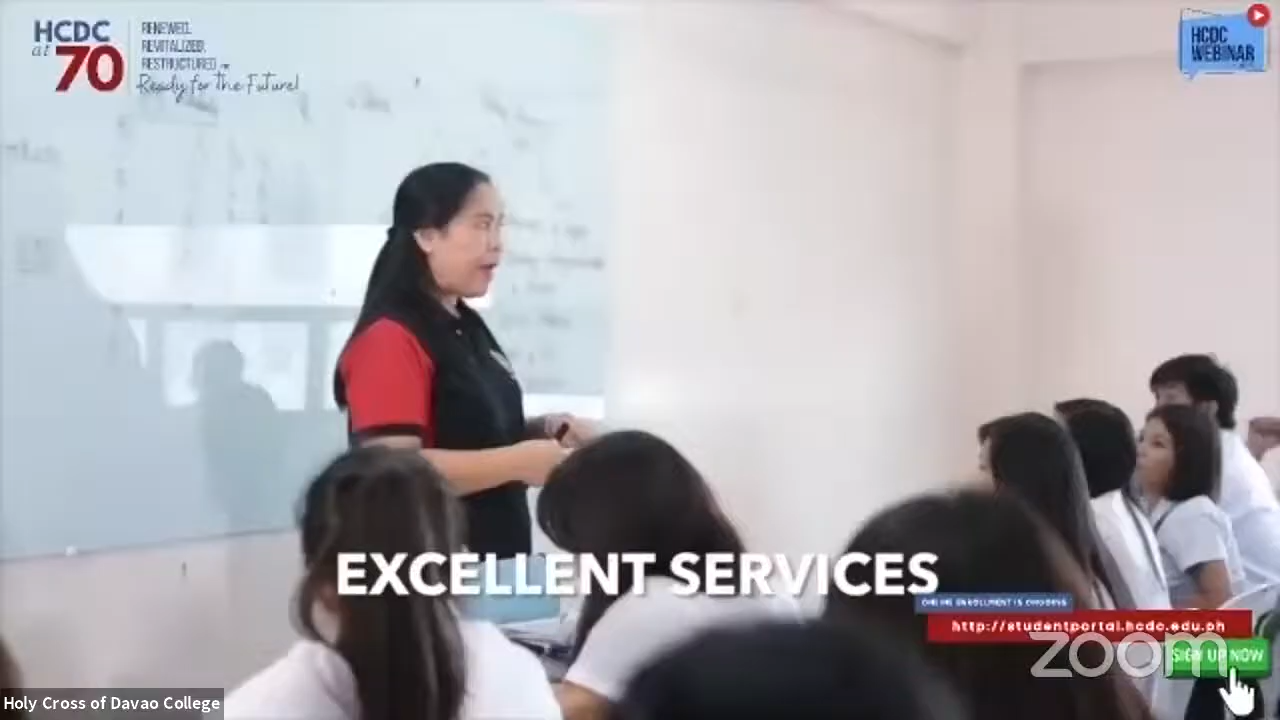 HCDC
at
70
RENEWED.
REVITALIZED.
RESTRUCTURED.
Ready for the Future!
HCDC
WEBINAR
EXCELLENT SERVICES
ONLINE ENROLLMENT IS ONGOING
http://studentportal.hcdc.edu.ph
zoom
SIGN UP NOW
Holy Cross of Davao College